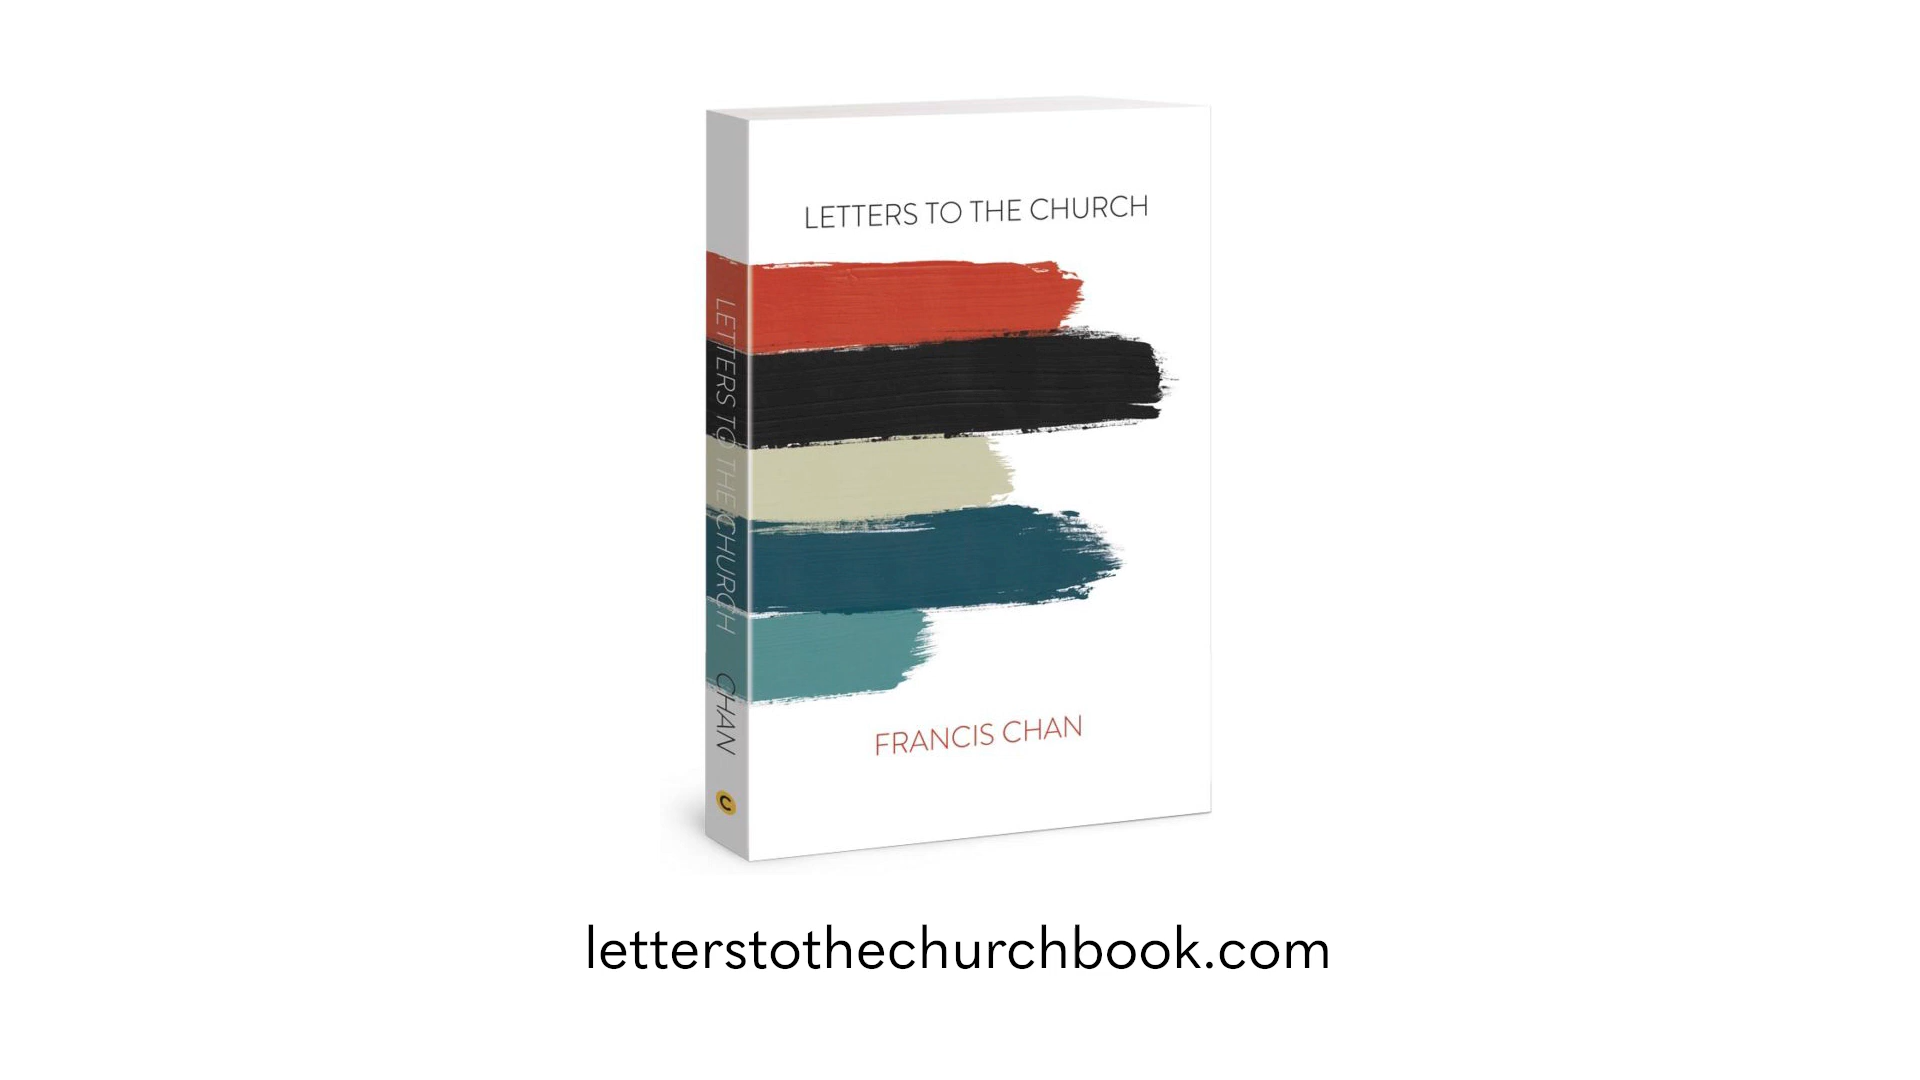 LETTERS TO THE CHURCH
FRANCIS CHAN
LETTERS TO THE CHURCH CHAN
C
letterstothechurchbook.com